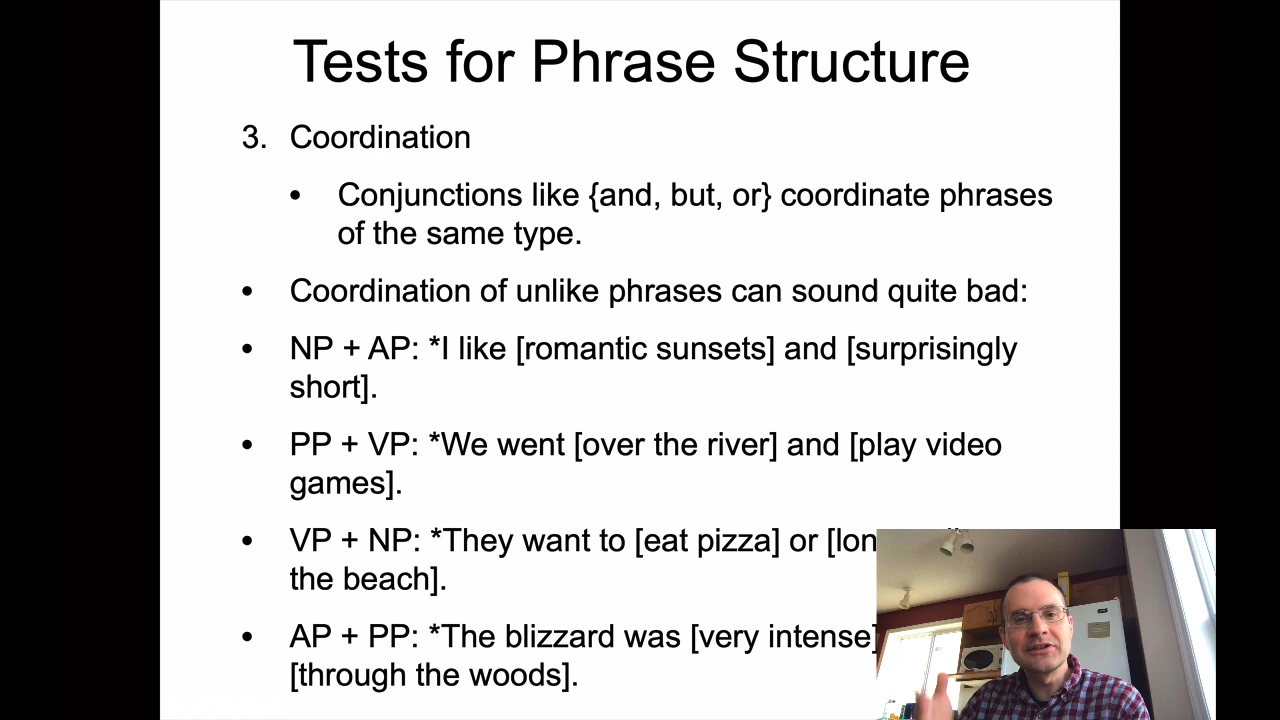 Tests for Phrase Structure
3. Coordination
• Conjunctions like {and, but, or} coordinate phrases
of the same type.
• Coordination of unlike phrases can sound quite bad:
• NP + AP: *I like [romantic sunsets] and [surprisingly
short].
• PP + VP: *We went [over the river] and [play video
games].
• VP + NP: *They want to [eat pizza] or
the beach].
• AP + PP: *The blizzard was [very intense]
[through the woods].